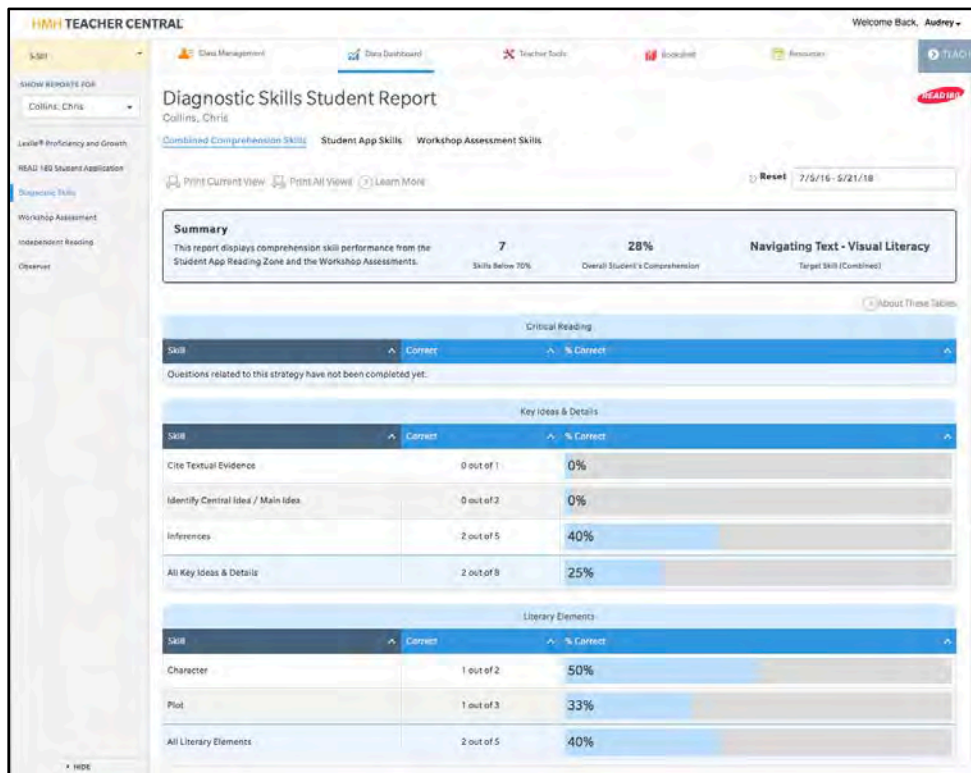 HMH TEACHER CENTRAL
Welcome Back, Audrey
Data Management
Data Dashboard
Teacher Tools
Bookshelf
Resources
SHOW REPORTS FOR
Collins, Chris
Lexile® Proficiency and Growth
READ 180 Student Application
Diagnostic Skills
Workshop Assessment
Independent Reading
Observer
HIDE
Diagnostic Skills Student Report
READ180
Collins, Chris
Combined Comprehension Skills Student App Skills Workshop Assessment Skills
Print Current View Print All Views Learn More
Reset 7/5/16 - 5/21/18
Summary
This report displays comprehension skill performance from the
Student App Reading Zone and the Workshop Assessments.
7
Skills Below 70%
28%
Overall Student's Comprehension
Navigating Text - Visual Literacy
Target Skill (Combined)
About These Tables
Critical Reading
Skill Correct % Correct
Questions related to this strategy have not been completed yet.
Key Ideas & Details
Skill Correct % Correct
Cite Textual Evidence 0 out of 1 0%
Identify Central Idea / Main Idea 0 out of 2 0%
Inferences 2 out of 5 40%
All Key Ideas & Details 2 out of 8 25%
Literary Elements
Skill Correct % Correct
Character 1 out of 2 50%
Plot 1 out of 3 33%
All Literary Elements 2 out of 5 40%